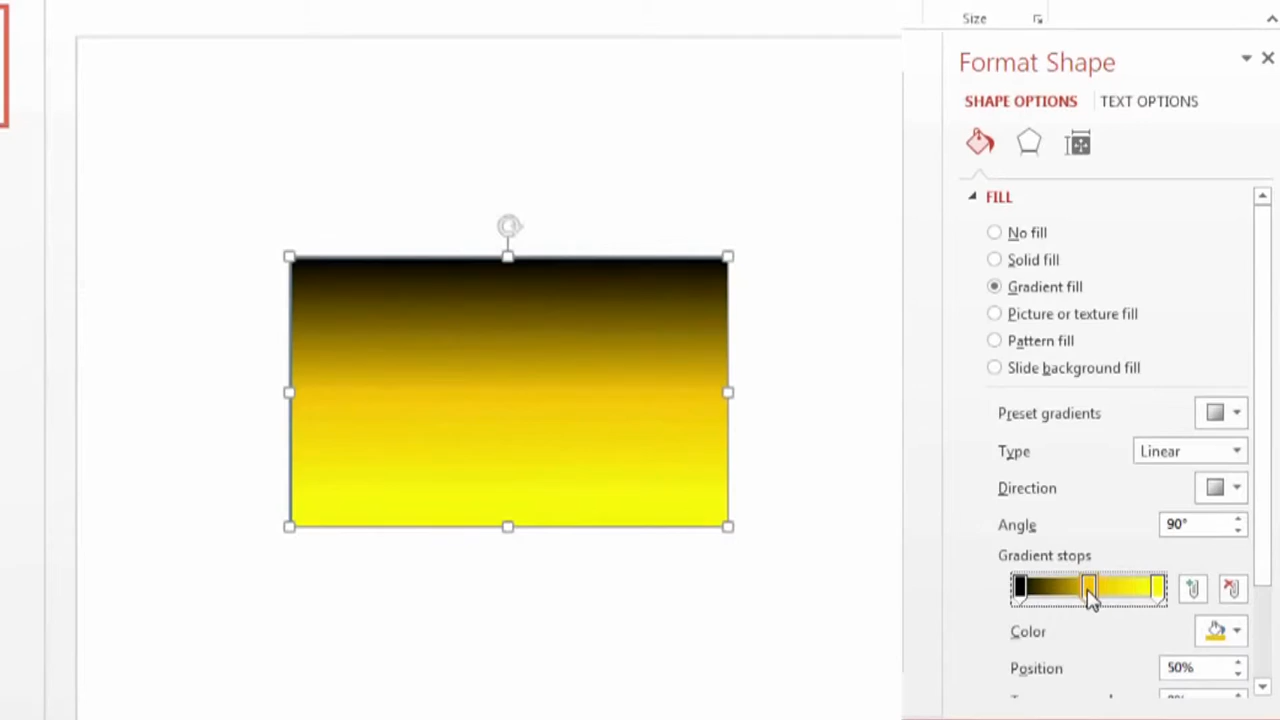 Size
Format Shape
SHAPE OPTIONS TEXT OPTIONS
FILL
No fill
Solid fill
Gradient fill
Picture or texture fill
Pattern fill
Slide background fill
Preset gradients
Type Linear
Direction
Angle 90°
Gradient stops
Color
Position 50%